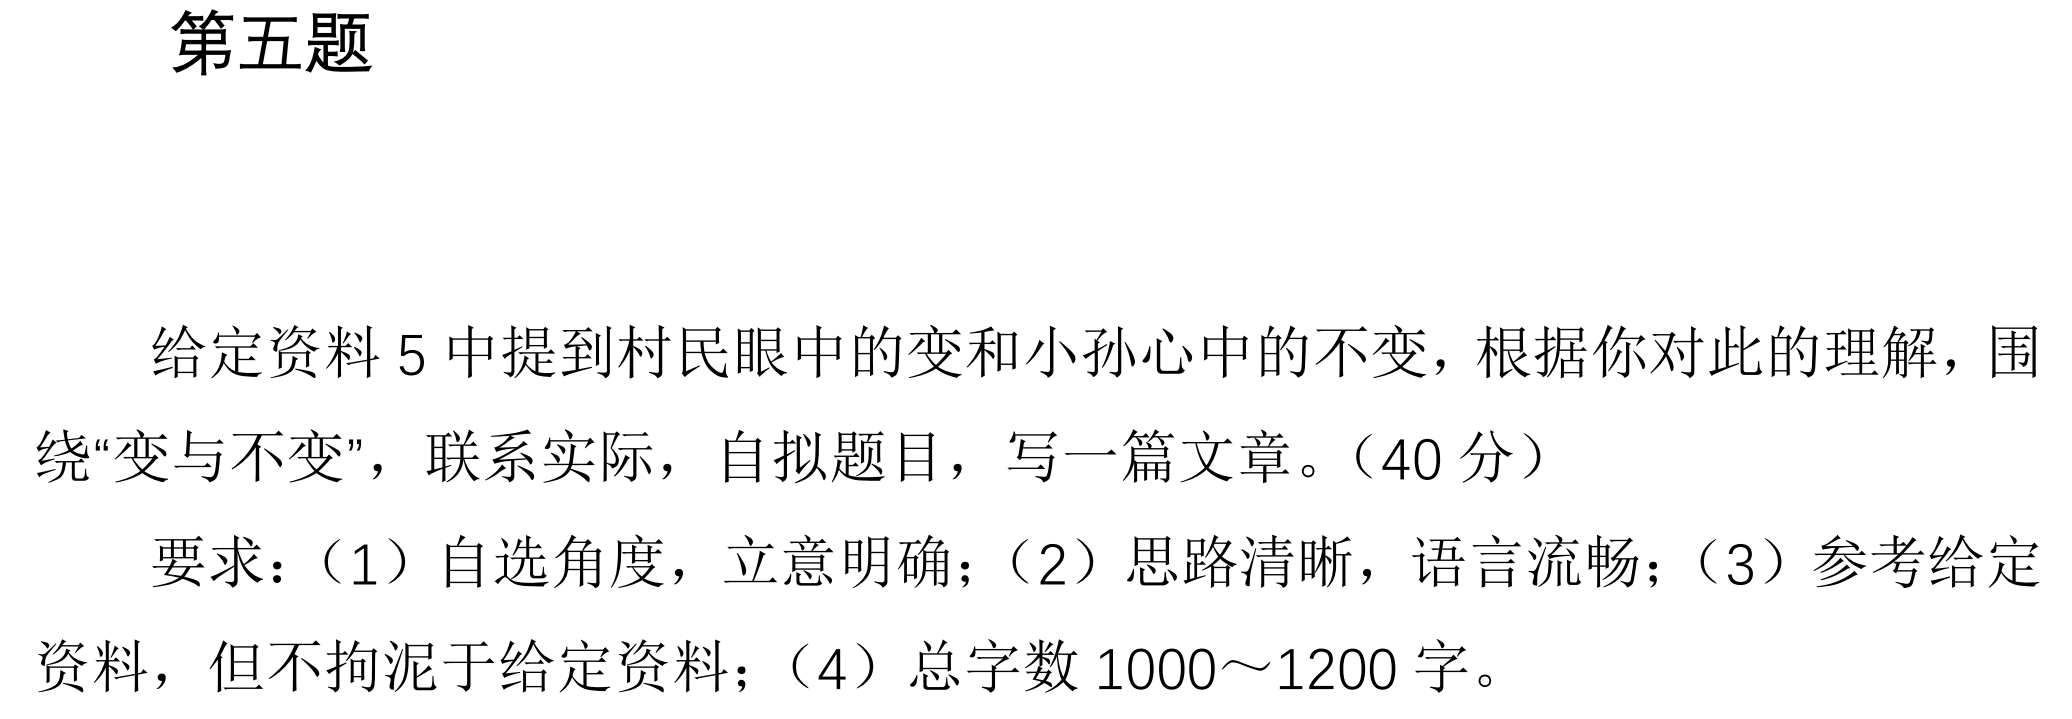 第五题
给定资料 5 中提到村民眼中的变和小孙心中的不变，根据你对此的理解，围
绕“变与不变”，联系实际，自拟题目，写一篇文章。（40 分）
要求：（1）自选角度，立意明确；（2）思路清晰，语言流畅；（3）参考给定
资料，但不拘泥于给定资料；（4）总字数 1000～1200 字。